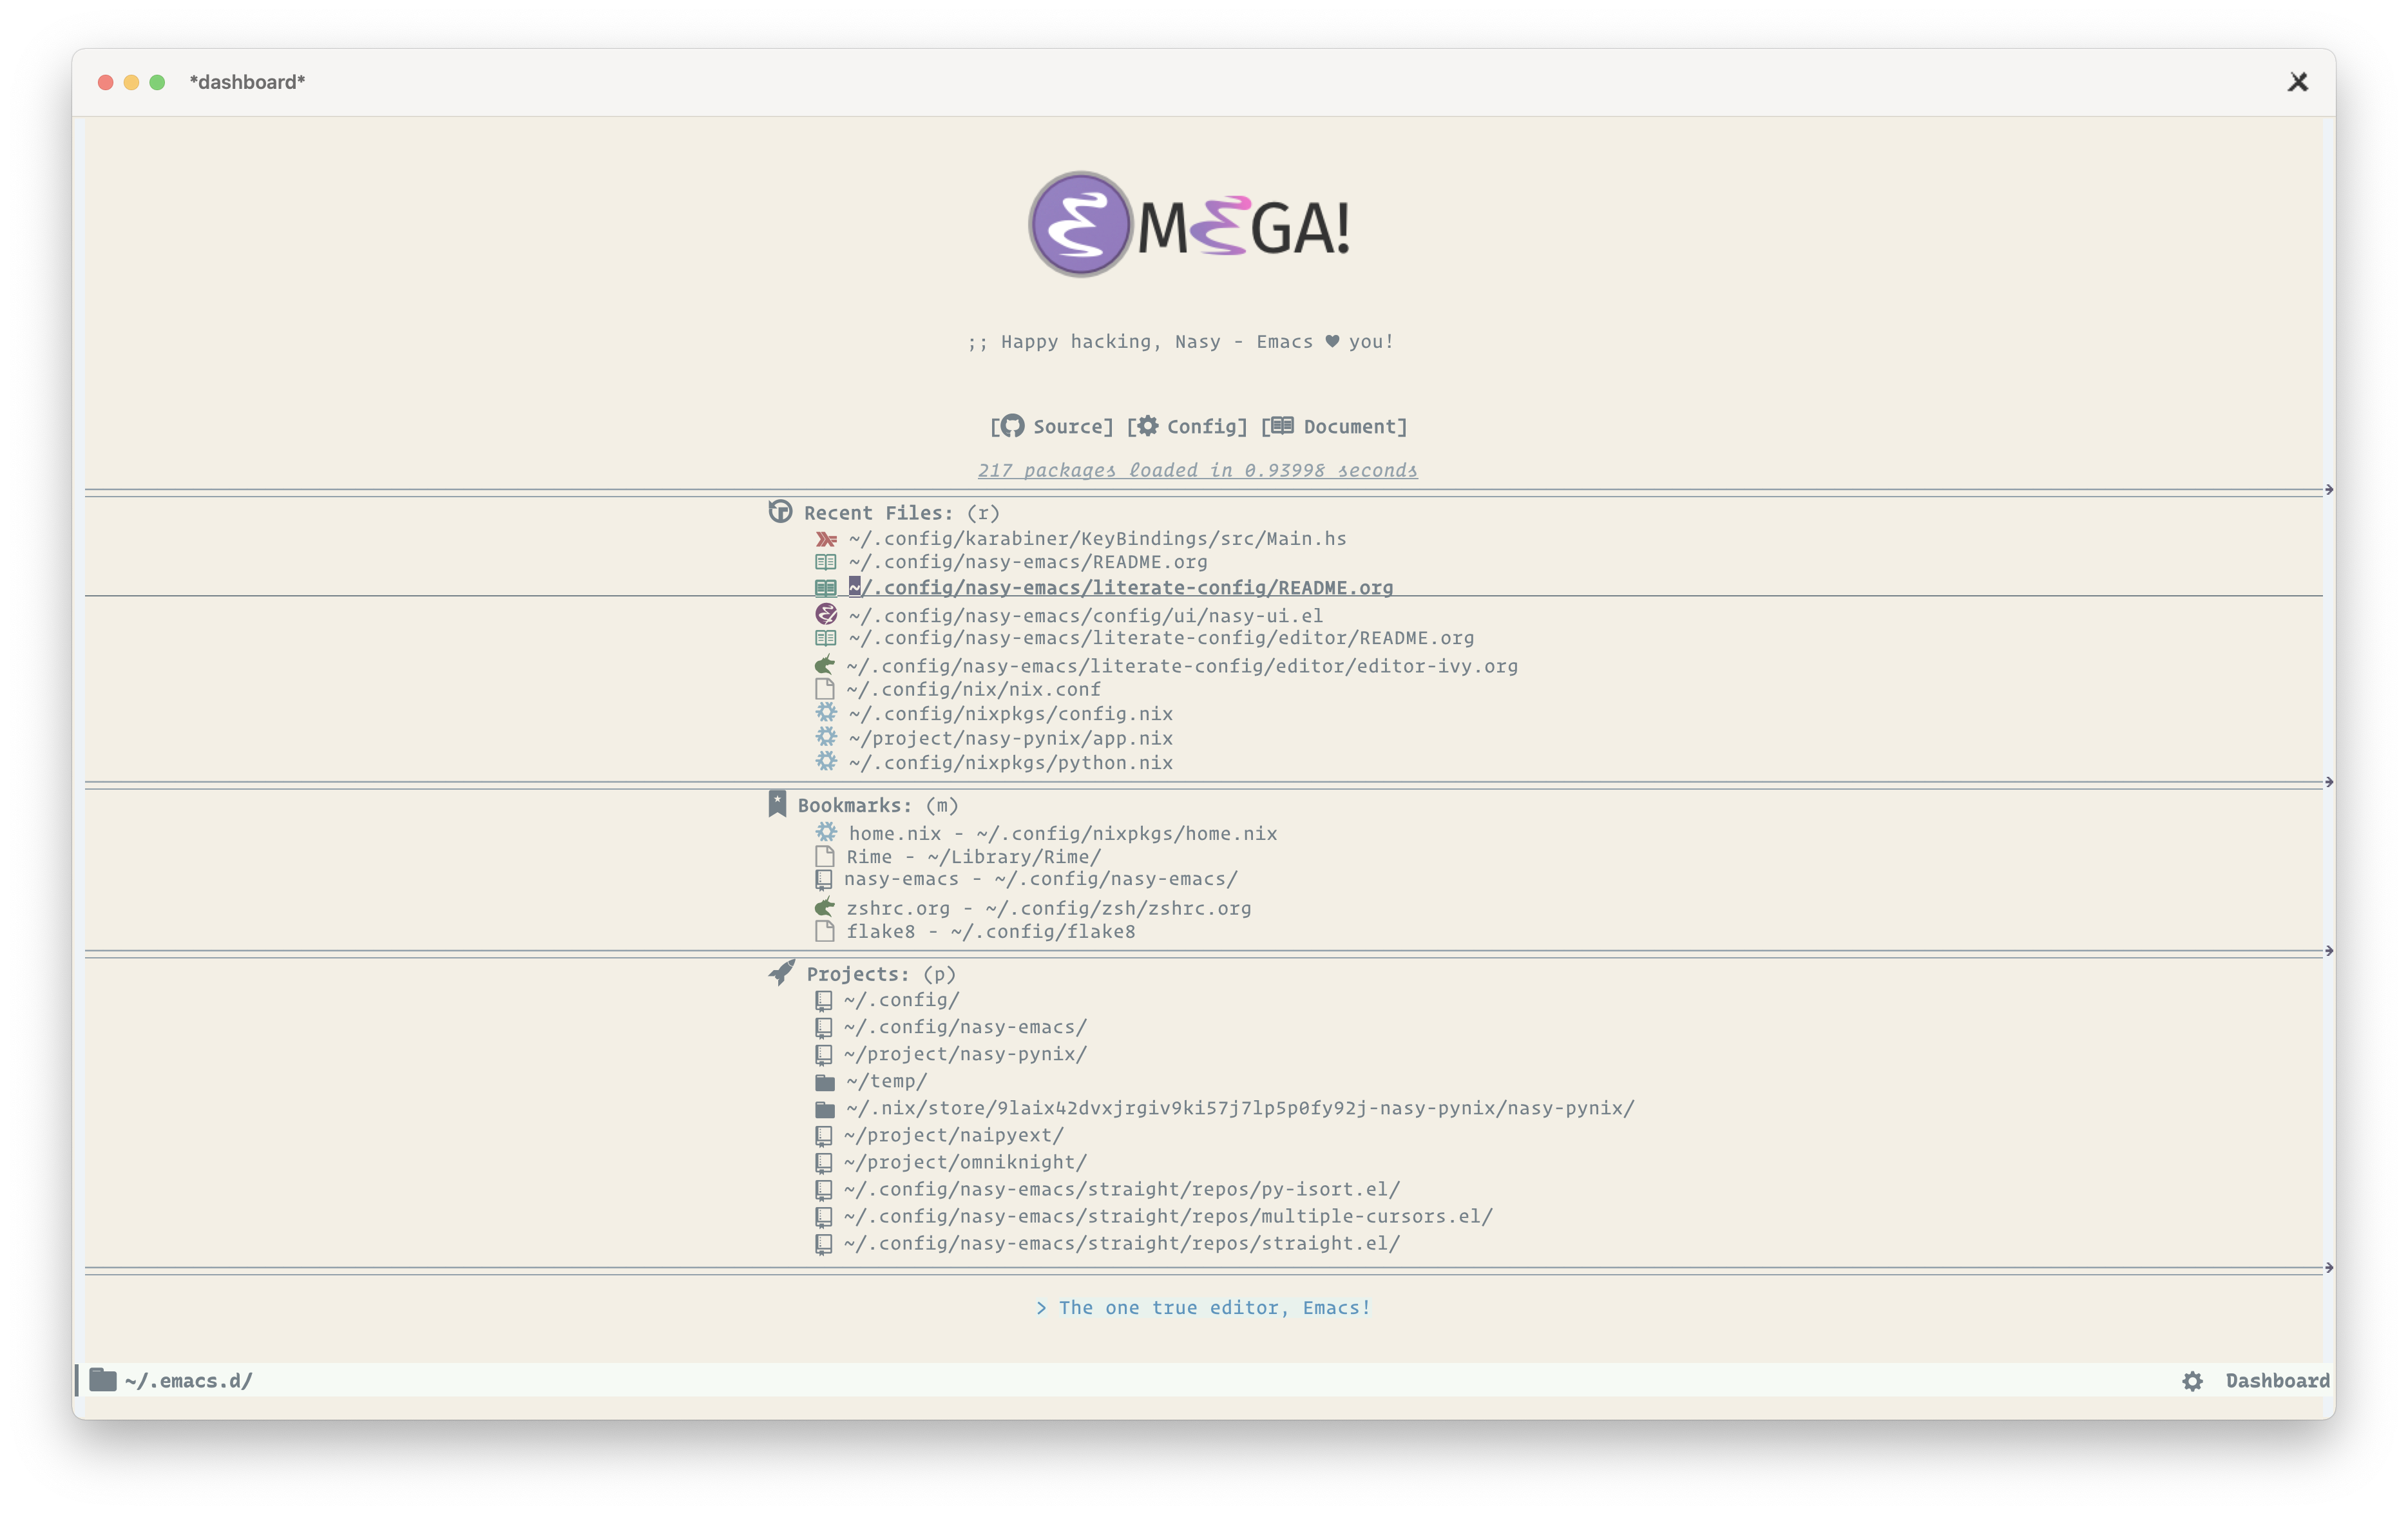 *dashboard*
MEGA!
;; Happy hacking, Nasy - Emacs ♥ you!
[Source] [Config] [Document]
217 packages loaded in 0.93998 seconds
Recent Files: (r)
~/.config/karabiner/KeyBindings/src/Main.hs
~/.config/nasy-emacs/README.org
~/.config/nasy-emacs/literate-config/README.org
~/.config/nasy-emacs/config/ui/nasy-ui.el
~/.config/nasy-emacs/literate-config/editor/README.org
~/.config/nasy-emacs/literate-config/editor/editor-ivy.org
~/.config/nix/nix.conf
~/.config/nixpkgs/config.nix
~/project/nasy-pynix/app.nix
~/.config/nixpkgs/python.nix
Bookmarks: (m)
home.nix - ~/.config/nixpkgs/home.nix
Rime - ~/Library/Rime/
nasy-emacs - ~/.config/nasy-emacs/
zshrc.org - ~/.config/zsh/zshrc.org
flake8 - ~/.config/flake8
Projects: (p)
~/.config/
~/.config/nasy-emacs/
~/project/nasy-pynix/
~/temp/
~/.nix/store/9laix42dvxjrgiv9ki57j7lp5p0fy92j-nasy-pynix/nasy-pynix/
~/project/naipyext/
~/project/omniknight/
~/.config/nasy-emacs/straight/repos/py-isort.el/
~/.config/nasy-emacs/straight/repos/multiple-cursors.el/
~/.config/nasy-emacs/straight/repos/straight.el/
> The one true editor, Emacs!
~/.emacs.d/
Dashboard